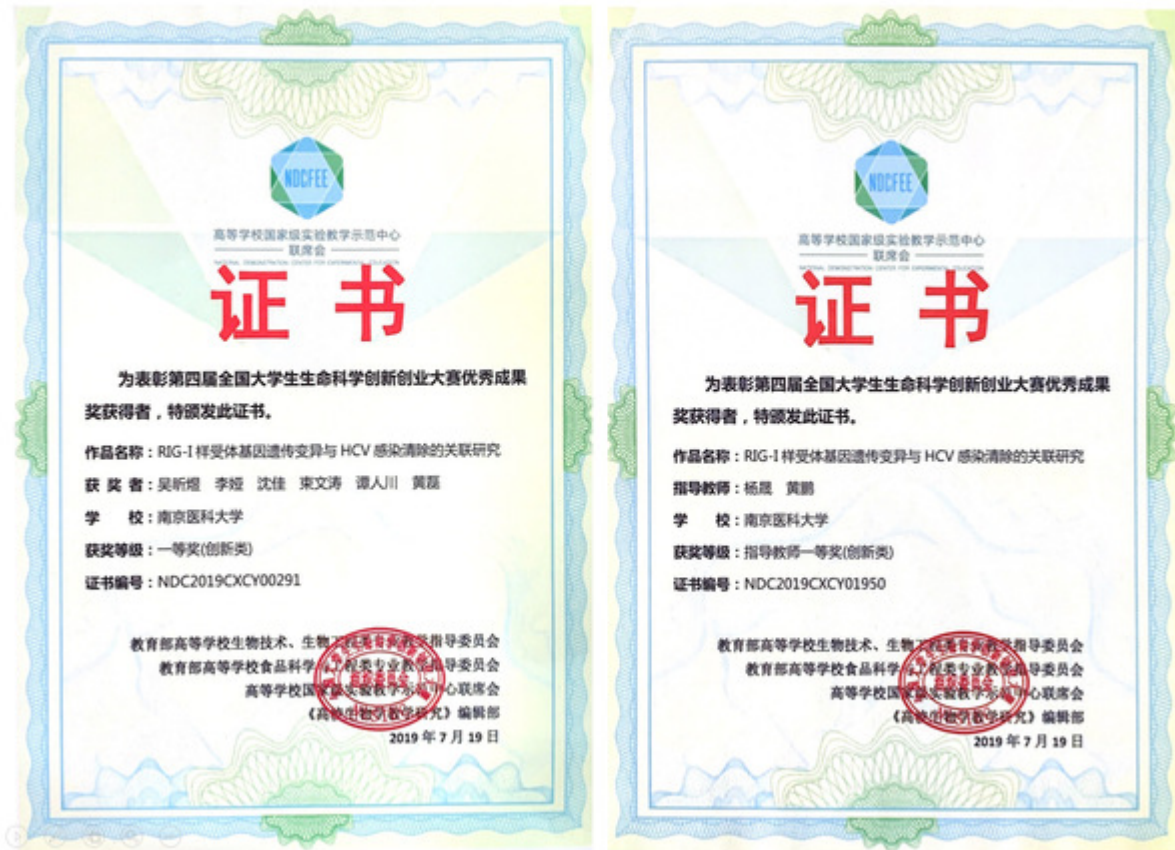 NDCFEE
高等学校国家级实验教学示范中心
联席会
NATIONAL DEMONSTRATION CENTER FOR EXPERIMENTAL EDUCATION
证书
为表彰第四届全国大学生生命科学创新创业大赛优秀成果
奖获得者，特颁发此证书。
作品名称：RIG-I 样受体基因遗传变异与 HCV 感染清除的关联研究
获 奖 者：吴昕煜 李娅 沈佳 束文涛 谭人川 黄磊
学 校：南京医科大学
获奖等级：一等奖(创新类)
证书编号：NDC2019CXCY00291
教育部高等学校生物技术、生物工程类专业教学指导委员会
教育部高等学校食品科学与工程类专业教学指导委员会
高等学校国家级实验教学示范中心联席会
《高校生物学教学研究》编辑部
2019 年 7 月 19 日
NDCFEE
高等学校国家级实验教学示范中心
联席会
NATIONAL DEMONSTRATION CENTER FOR EXPERIMENTAL EDUCATION
证书
为表彰第四届全国大学生生命科学创新创业大赛优秀成果
奖获得者，特颁发此证书。
作品名称：RIG-I 样受体基因遗传变异与 HCV 感染清除的关联研究
指导教师：杨晟 黄鹏
学 校：南京医科大学
获奖等级：指导教师一等奖(创新类)
证书编号：NDC2019CXCY01950
教育部高等学校生物技术、生物工程类专业教学指导委员会
教育部高等学校食品科学与工程类专业教学指导委员会
高等学校国家级实验教学示范中心联席会
《高校生物学教学研究》编辑部
2019 年 7 月 19 日